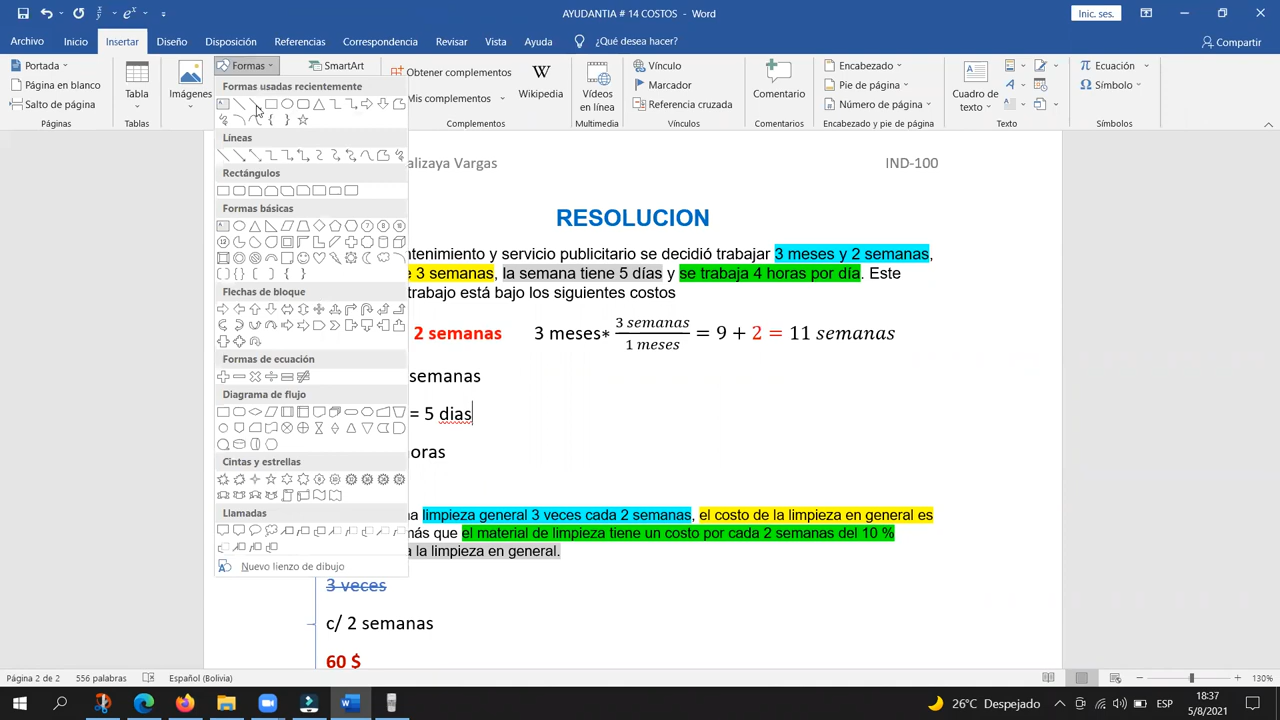 AYUDANTIA # 14 CUESTIONES - Word
Inic. ses.
Archivo Inicio Insertar Diseño Disposición Referencias Correspondencia Revisar Vista Ayuda ¿Qué desea hacer? Compartir
Portada
Página en blanco
Salto de página
Páginas
Tabla
Tablas
Imágenes
Formas
SmartArt
Obtener complementos
Mis complementos
Complementos
Wikipedia
Vídeos
en línea
Multimedia
Vínculo
Marcador
Referencia cruzada
Vínculos
Comentario
Comentarios
Encabezado
Pie de página
Número de página
Encabezado y pie de página
Cuadro de
texto
Texto
Ecuación
Símbolo
Símbolos
Formas usadas recientemente
Líneas
Rectángulos
Formas básicas
Flechas de bloque
Formas de ecuación
Diagrama de flujo
Cintas y estrellas
Llamadas
Nuevo lienzo de dibujo
alizaya Vargas IND-100
RESOLUCION
ntenimiento y servicio publicitario se decidió trabajar 3 meses y 2 semanas,
e 3 semanas, la semana tiene 5 días y se trabaja 4 horas por día. Este
trabajo está bajo los siguientes costos
2 semanas 3 meses* 3 semanas / 1 meses = 9 + 2 = 11 semanas
semanas
= 5 dias
oras
a limpieza general 3 veces cada 2 semanas, el costo de la limpieza en general es
más que el material de limpieza tiene un costo por cada 2 semanas del 10 %
a la limpieza en general.
3 veces
c/ 2 semanas
60 $
Página 2 de 2 556 palabras Español (Bolivia) 130%
26°C Despejado ESP 18:37
5/8/2021